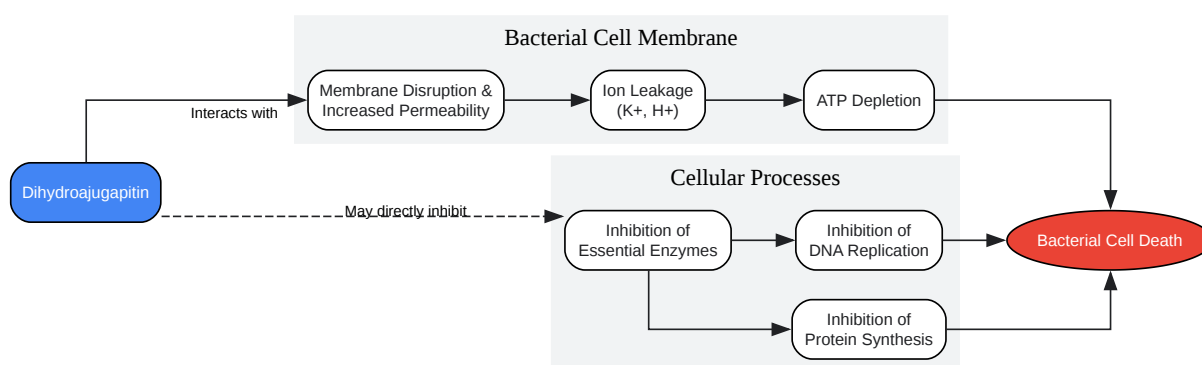 Bacterial Cell Membrane
Membrane Disruption &
Increased Permeability
Ion Leakage
(K+, H+)
ATP Depletion
Interacts with
Dihydroajugapitin
May directly inhibit
Cellular Processes
Inhibition of
Essential Enzymes
Inhibition of
DNA Replication
Inhibition of
Protein Synthesis
Bacterial Cell Death